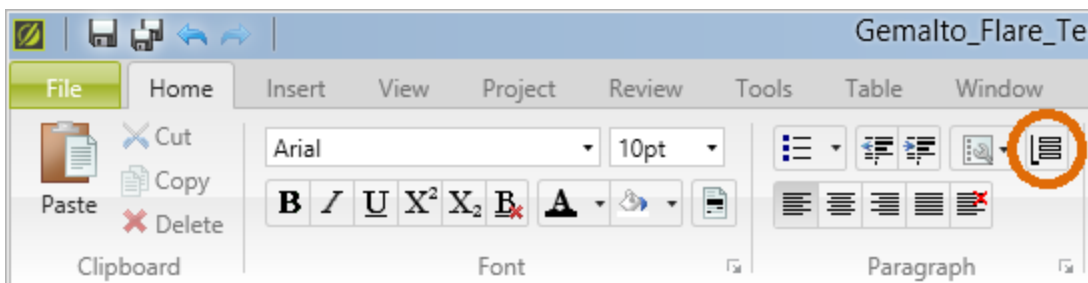 Gemalto_Flare_Te
File Home Insert View Project Review Tools Table Window
Cut
Arial 10pt
Copy
Paste
B I U X² X₂ B A
Delete
Clipboard Font Paragraph